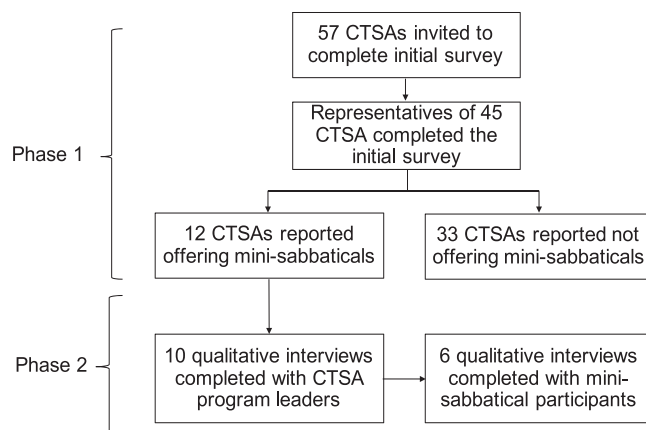 57 CTSAs invited to
complete initial survey
Representatives of 45
CTSA completed the
initial survey
Phase 1
12 CTSAs reported
offering mini-sabbaticals
33 CTSAs reported not
offering mini-sabbaticals
Phase 2
10 qualitative interviews
completed with CTSA
program leaders
6 qualitative interviews
completed with mini-
sabbatical participants